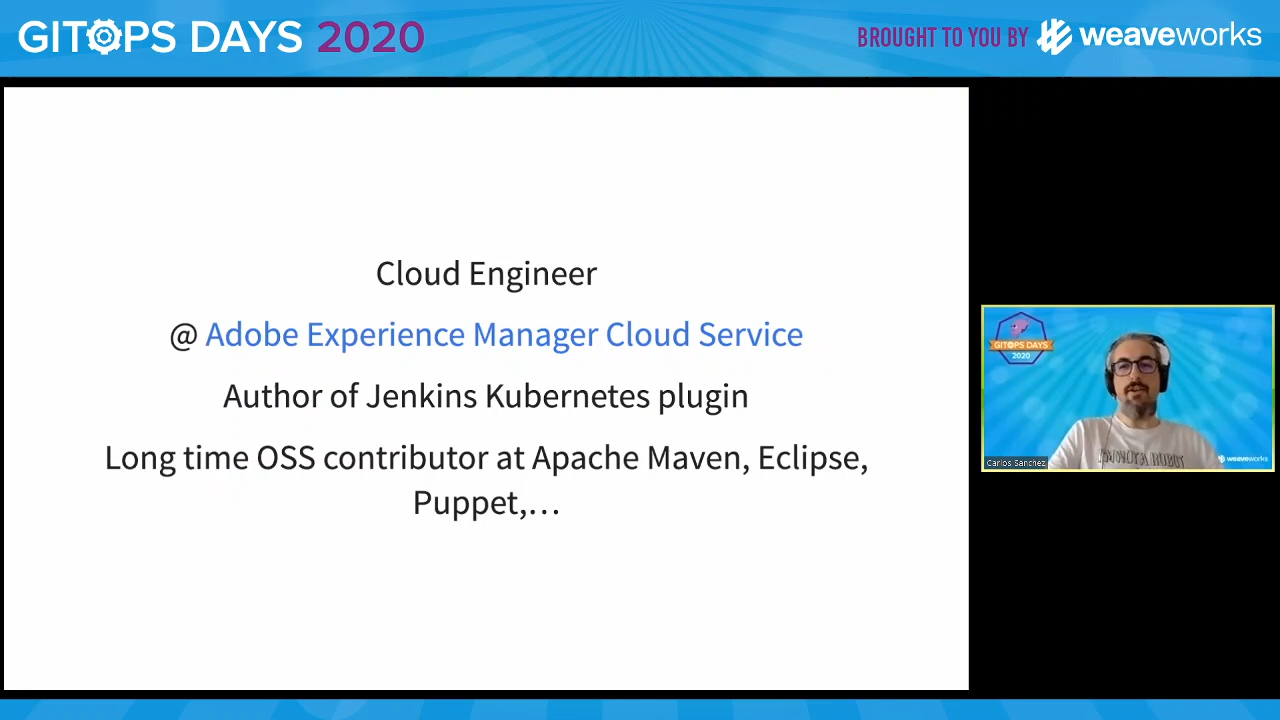 GITOPS DAYS 2020
BROUGHT TO YOU BY weaveworks
Cloud Engineer
@ Adobe Experience Manager Cloud Service
Author of Jenkins Kubernetes plugin
Long time OSS contributor at Apache Maven, Eclipse,
Puppet,…
GITOPS DAYS
2020
Carlos Sanchez
weaveworks